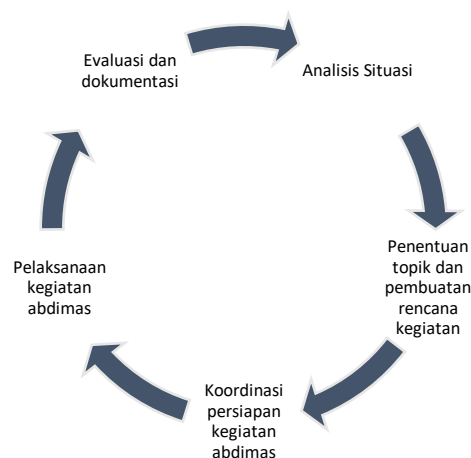 Evaluasi dan
dokumentasi
Analisis Situasi
Penentuan
topik dan
pembuatan
rencana
kegiatan
Koordinasi
persiapan
kegiatan
abdimas
Pelaksanaan
kegiatan
abdimas